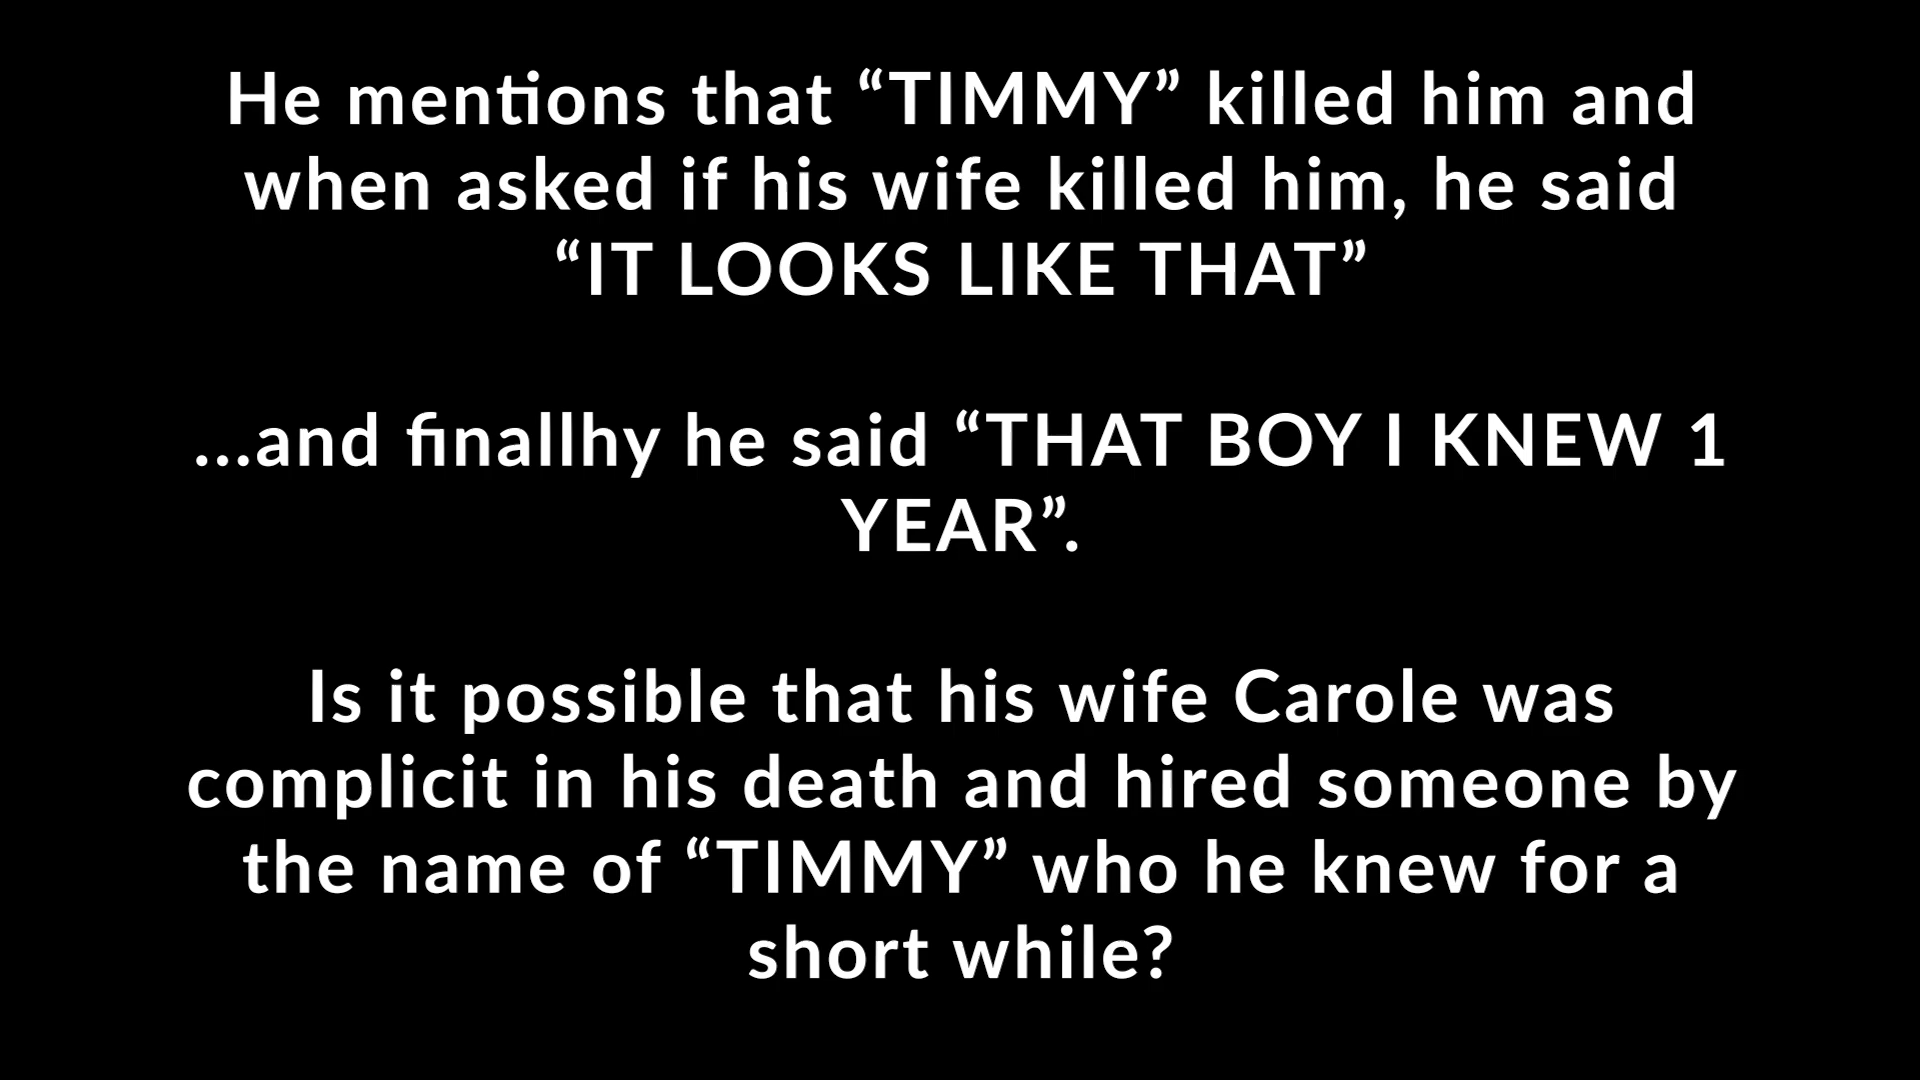 He mentions that “TIMMY” killed him and
when asked if his wife killed him, he said
“IT LOOKS LIKE THAT”
...and finallhy he said “THAT BOY I KNEW 1
YEAR”.
Is it possible that his wife Carole was
complicit in his death and hired someone by
the name of “TIMMY” who he knew for a
short while?